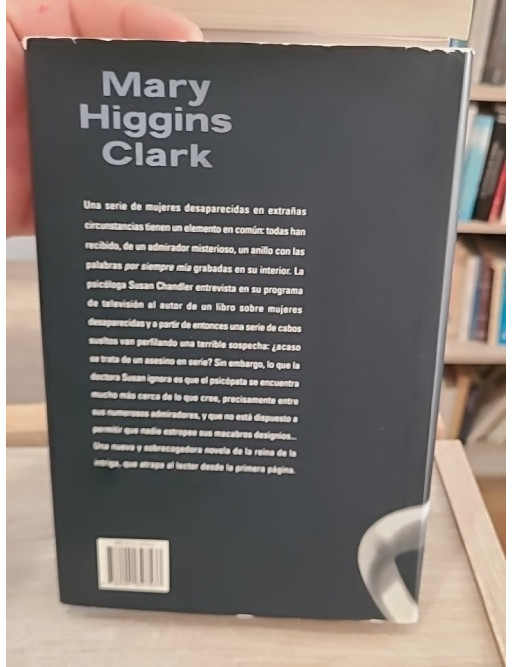 Mary
Higgins
Clark
Una serie de mujeres desaparecidas en extrañas
circunstancias tienen un elemento en común: todas han
recibido, de un admirador misterioso, un anillo con las
palabras por siempre mía grabadas en su interior. La
psicóloga Susan Chandler entrevista en su programa
de televisión al autor de un libro sobre mujeres
desaparecidas y a partir de entonces una serie de cabos
sueltos van perfilando una terrible sospecha: ¿acaso
se trata de un asesino en serie? Sin embargo, lo que la
doctora Susan ignora es que el psicópata se encuentra
mucho más cerca de lo que cree, precisamente entre
sus numerosos admiradores, y que no está dispuesto a
permitir que nadie estropee sus macabros designios...
Una nueva y sobrecogedora novela de la reina de la
intriga, que atrapa al lector desde la primera página.